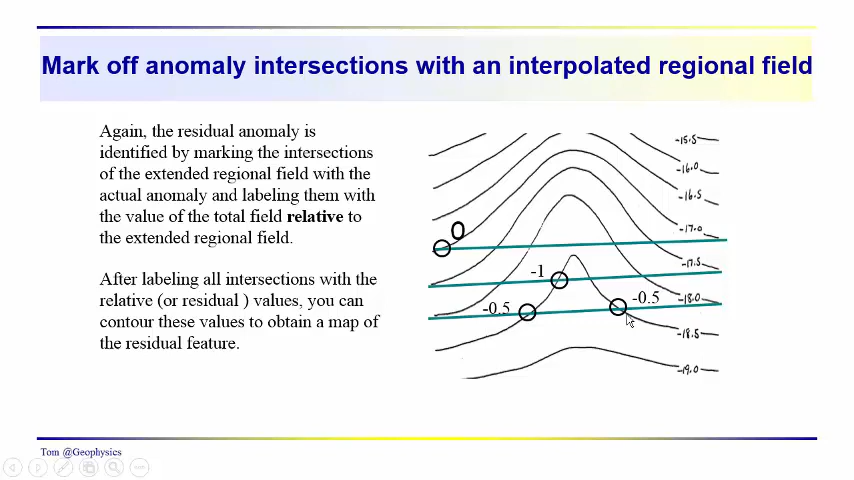 Mark off anomaly intersections with an interpolated regional field
Again, the residual anomaly is
identified by marking the intersections
of the extended regional field with the
actual anomaly and labeling them with
the value of the total field relative to
the extended regional field.
After labeling all intersections with the
relative (or residual ) values, you can
contour these values to obtain a map of
the residual feature.
-15.5
-16.0
-16.5
-17.0
0
-17.5
-1
-18.0
-0.5
-0.5
-18.5
-19.0
Tom @Geophysics